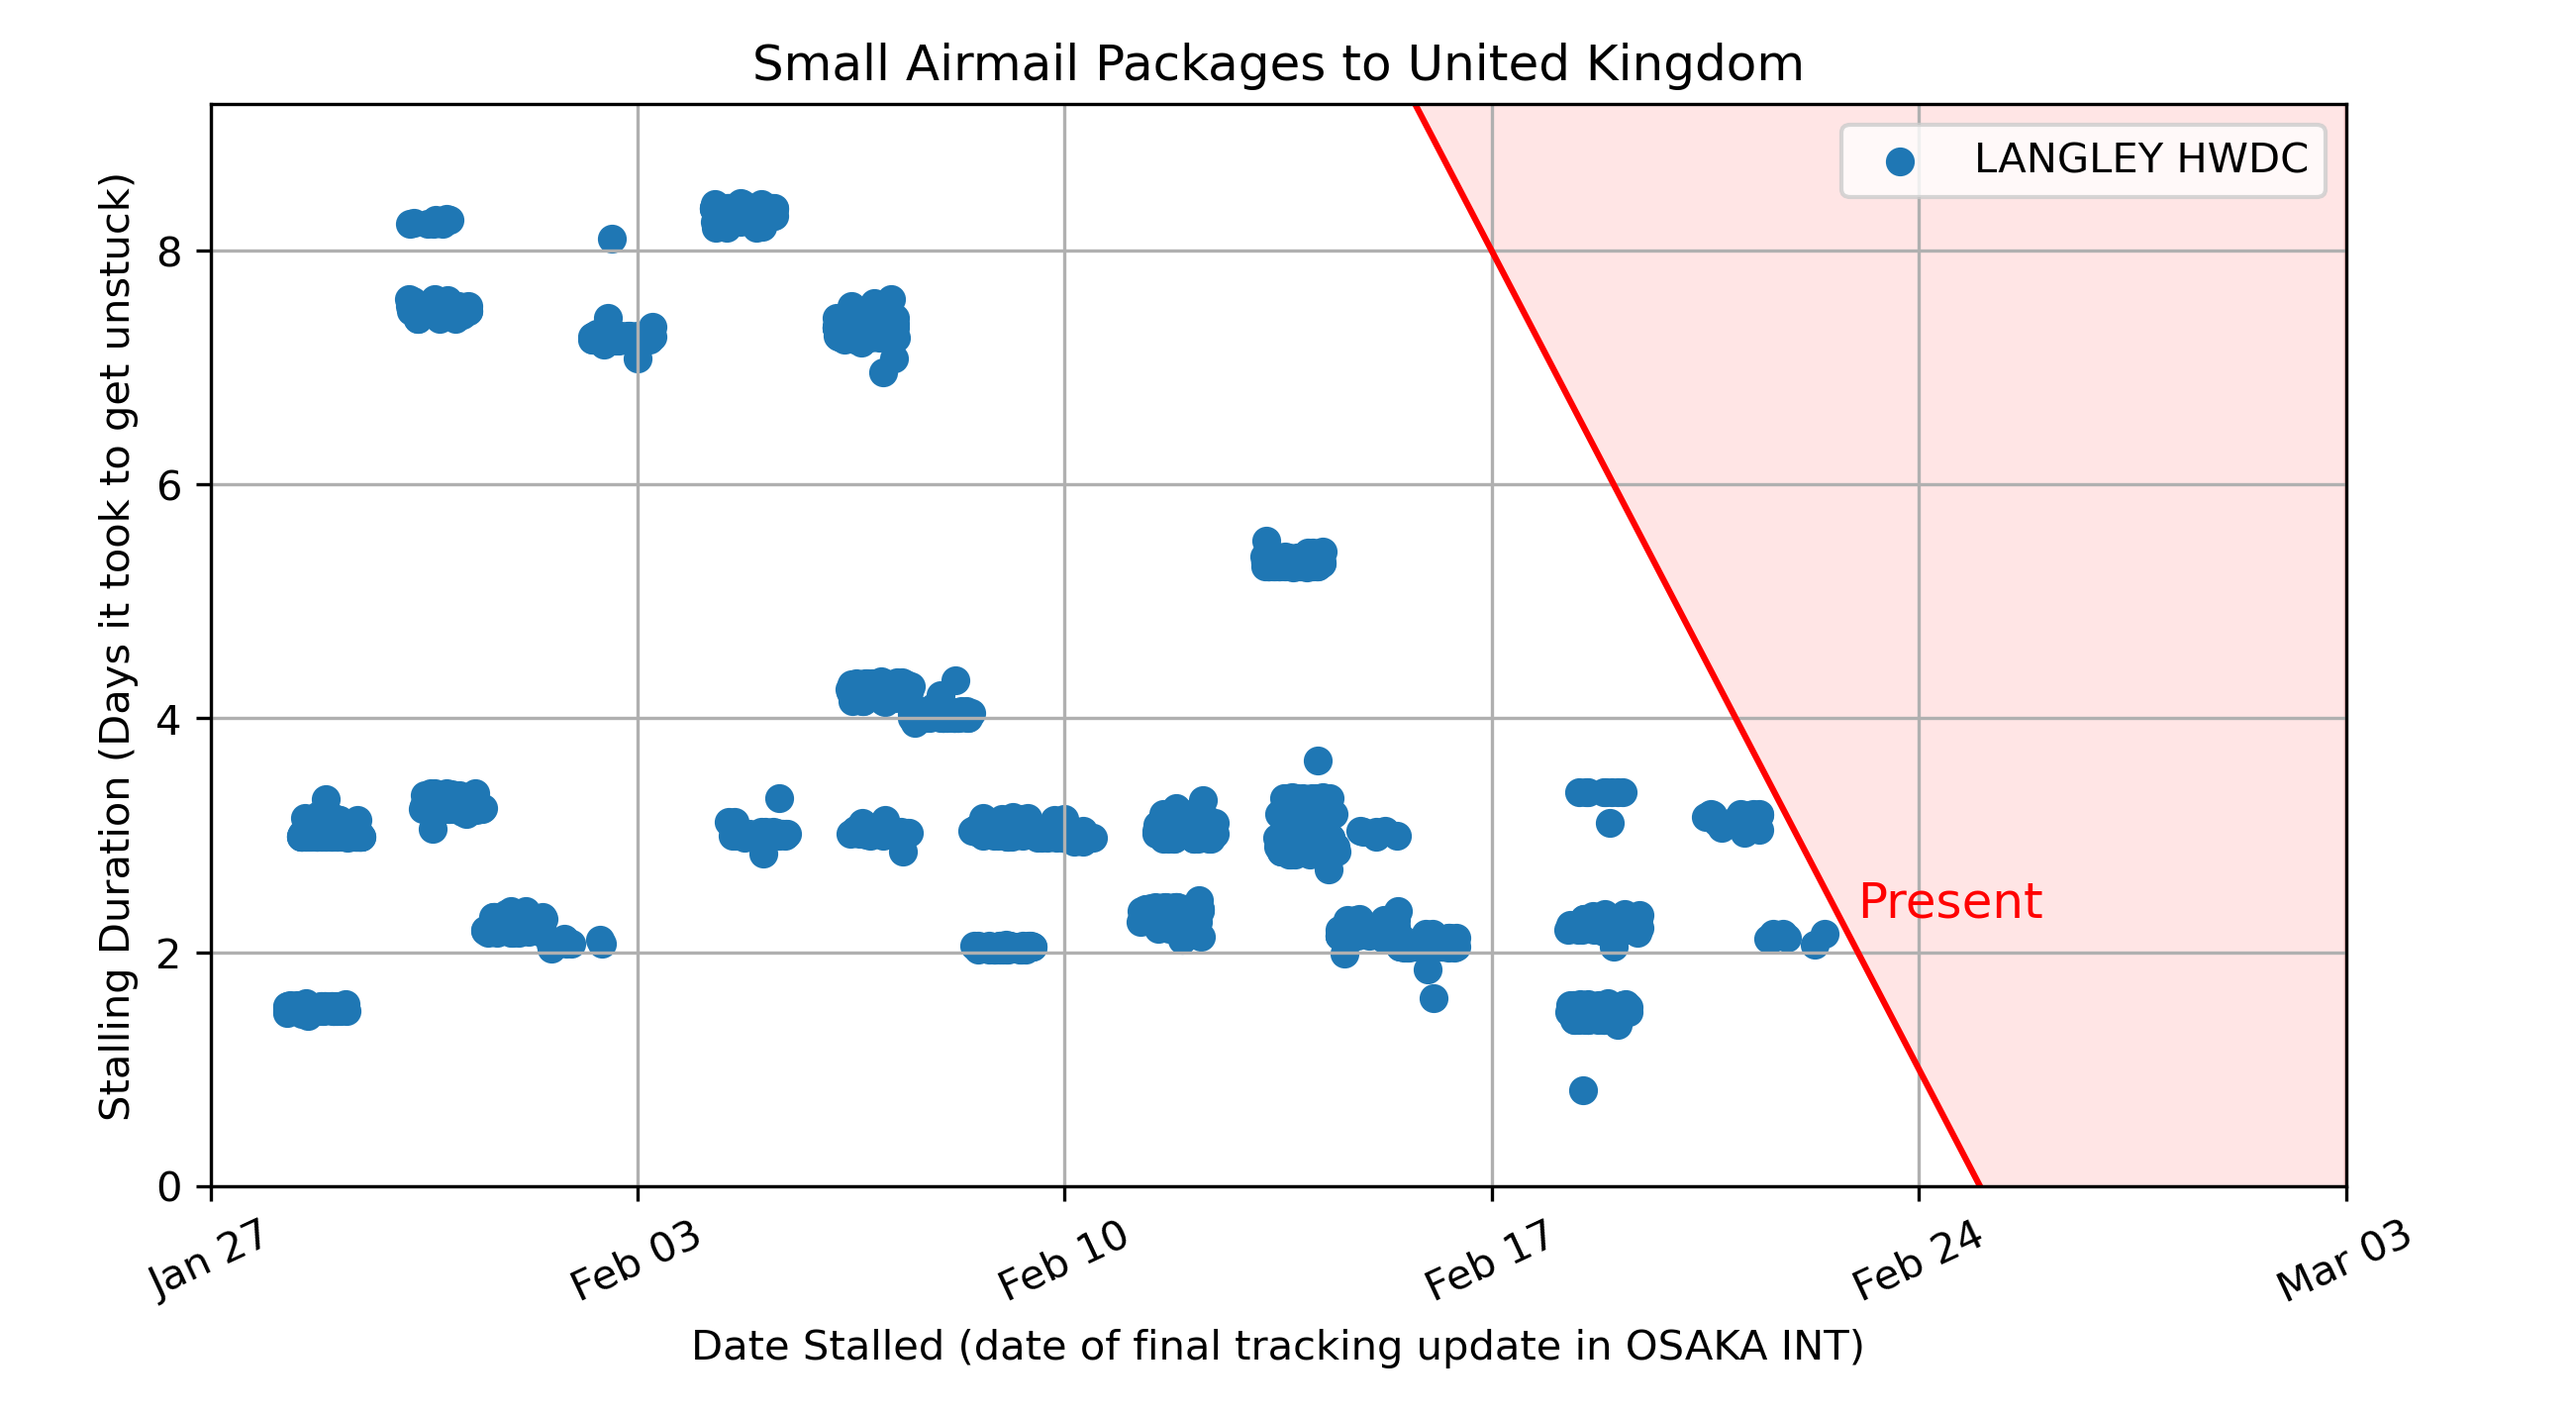 Small Airmail Packages to United Kingdom
LANGLEY HWDC
Stalling Duration (Days it took to get unstuck)
8
6
4
2
0
Present
Jan 27
Feb 03
Feb 10
Feb 17
Feb 24
Mar 03
Date Stalled (date of final tracking update in OSAKA INT)